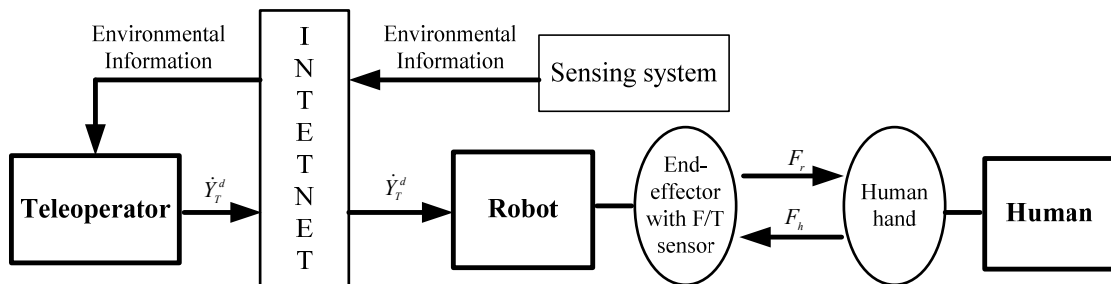 Environmental
Information
I
N
T
E
T
N
E
T
Environmental
Information
Sensing system
Teleoperator
Ẏ_T^d
Ẏ_T^d
Robot
End-
effector
with F/T
sensor
F_r
F_h
Human
hand
Human